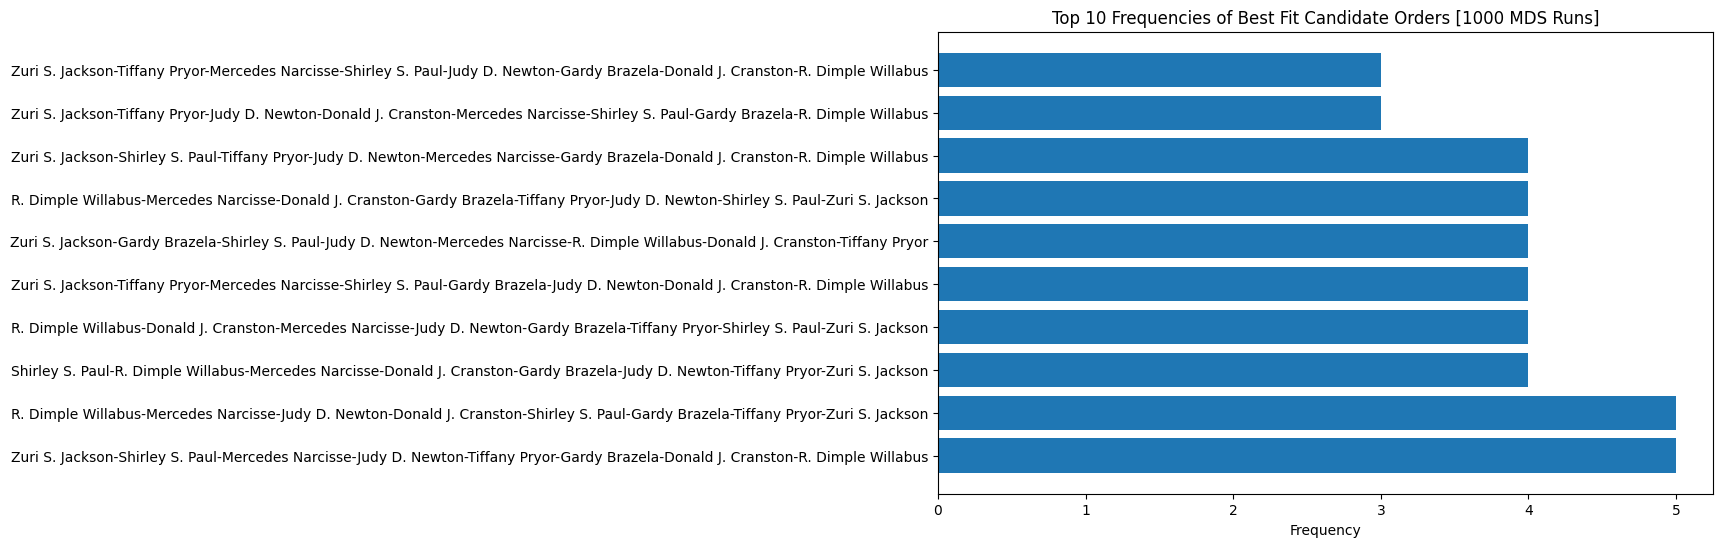 Top 10 Frequencies of Best Fit Candidate Orders [1000 MDS Runs]
Zuri S. Jackson-Tiffany Pryor-Mercedes Narcisse-Shirley S. Paul-Judy D. Newton-Gardy Brazela-Donald J. Cranston-R. Dimple Willabus
Zuri S. Jackson-Tiffany Pryor-Judy D. Newton-Donald J. Cranston-Mercedes Narcisse-Shirley S. Paul-Gardy Brazela-R. Dimple Willabus
Zuri S. Jackson-Shirley S. Paul-Tiffany Pryor-Judy D. Newton-Mercedes Narcisse-Gardy Brazela-Donald J. Cranston-R. Dimple Willabus
R. Dimple Willabus-Mercedes Narcisse-Donald J. Cranston-Gardy Brazela-Tiffany Pryor-Judy D. Newton-Shirley S. Paul-Zuri S. Jackson
Zuri S. Jackson-Gardy Brazela-Shirley S. Paul-Judy D. Newton-Mercedes Narcisse-R. Dimple Willabus-Donald J. Cranston-Tiffany Pryor
Zuri S. Jackson-Tiffany Pryor-Mercedes Narcisse-Shirley S. Paul-Gardy Brazela-Judy D. Newton-Donald J. Cranston-R. Dimple Willabus
R. Dimple Willabus-Donald J. Cranston-Mercedes Narcisse-Judy D. Newton-Gardy Brazela-Tiffany Pryor-Shirley S. Paul-Zuri S. Jackson
Shirley S. Paul-R. Dimple Willabus-Mercedes Narcisse-Donald J. Cranston-Gardy Brazela-Judy D. Newton-Tiffany Pryor-Zuri S. Jackson
R. Dimple Willabus-Mercedes Narcisse-Judy D. Newton-Donald J. Cranston-Shirley S. Paul-Gardy Brazela-Tiffany Pryor-Zuri S. Jackson
Zuri S. Jackson-Shirley S. Paul-Mercedes Narcisse-Judy D. Newton-Tiffany Pryor-Gardy Brazela-Donald J. Cranston-R. Dimple Willabus
0 1 2 3 4 5
Frequency